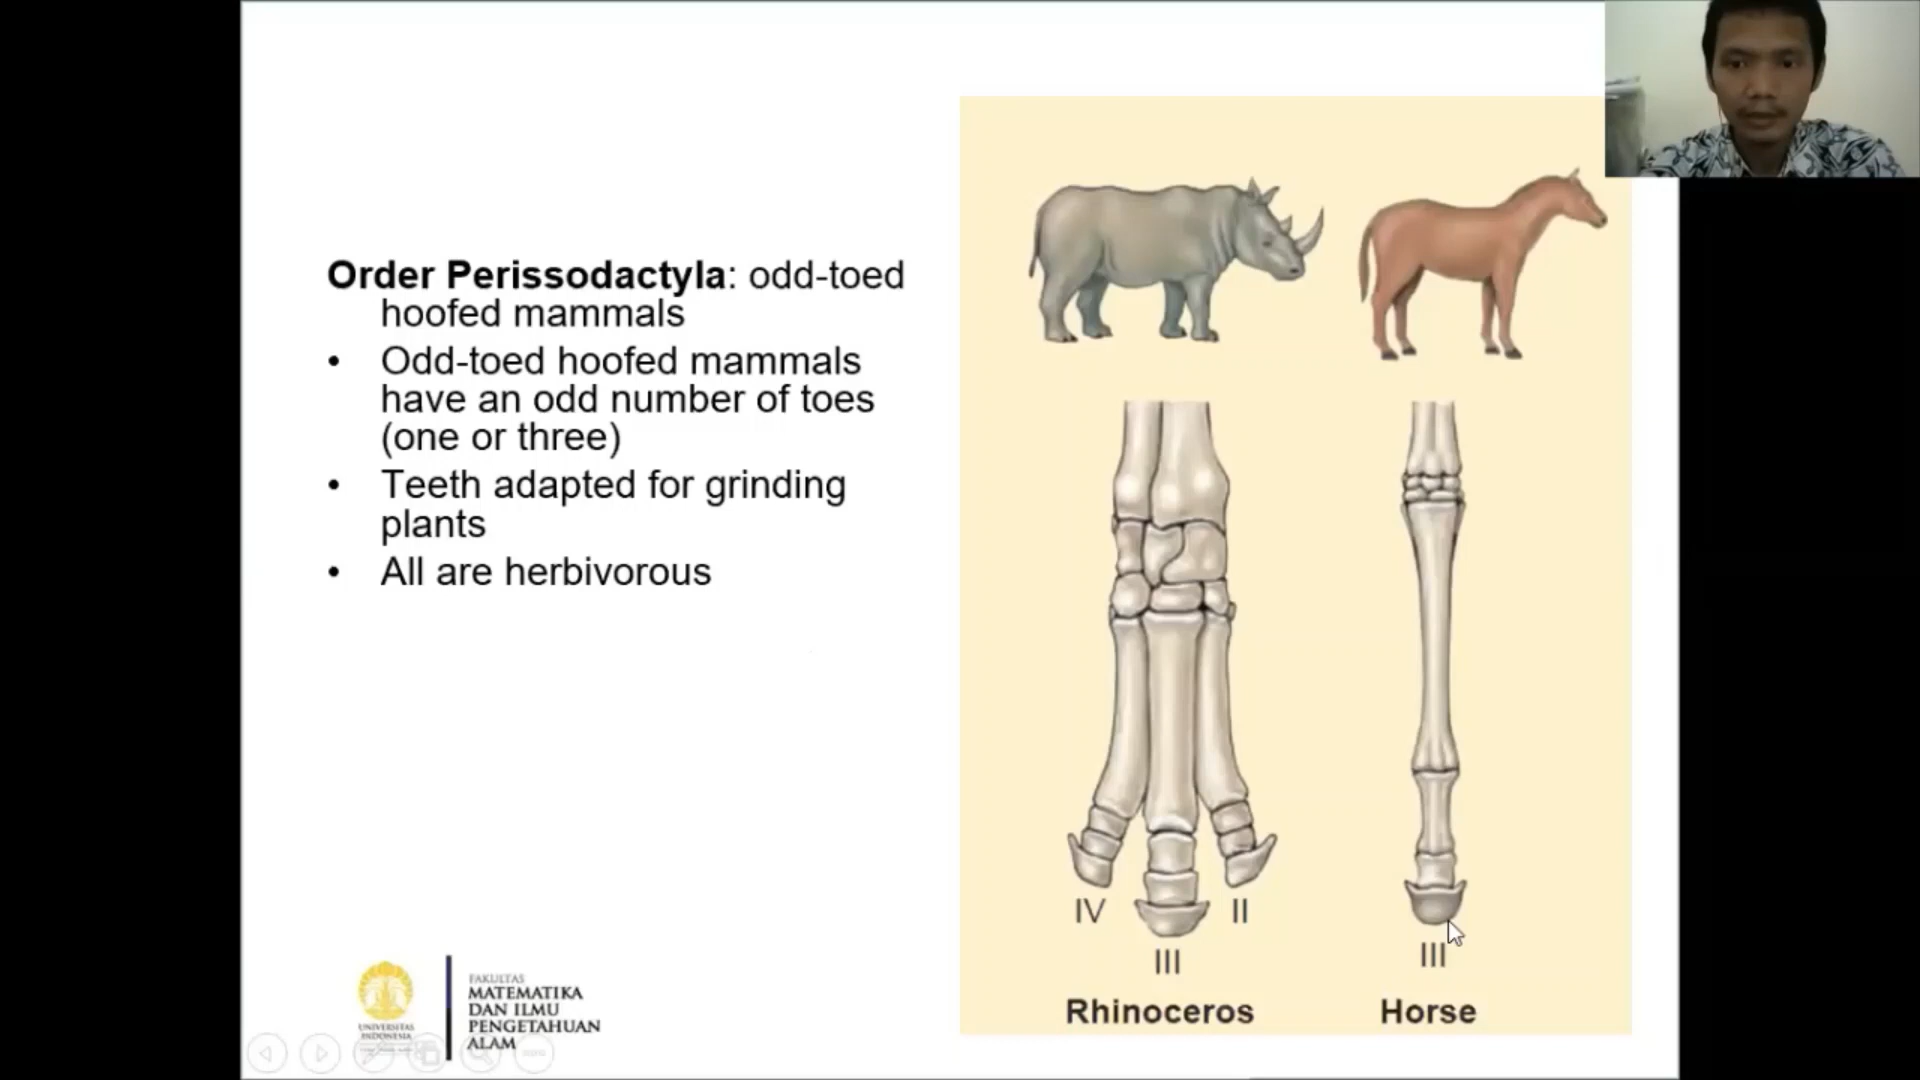 Order Perissodactyla: odd-toed
hoofed mammals
• Odd-toed hoofed mammals
have an odd number of toes
(one or three)
• Teeth adapted for grinding
plants
• All are herbivorous
IV
II
III
III
Rhinoceros
Horse
UNIVERSITAS
INDONESIA
FAKULTAS
MATEMATIKA
DAN ILMU
PENGETAHUAN
ALAM